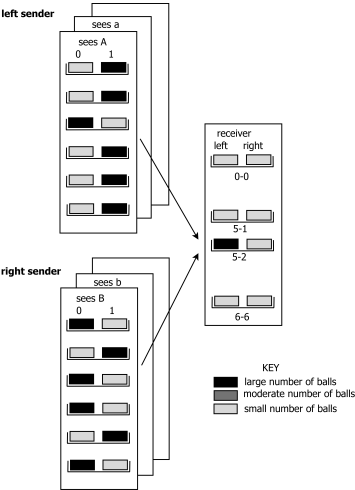 left sender
sees a
sees A
0 1
receiver
left right
0-0
5-1
5-2
6-6
right sender
sees b
sees B
0 1
KEY
large number of balls
moderate number of balls
small number of balls